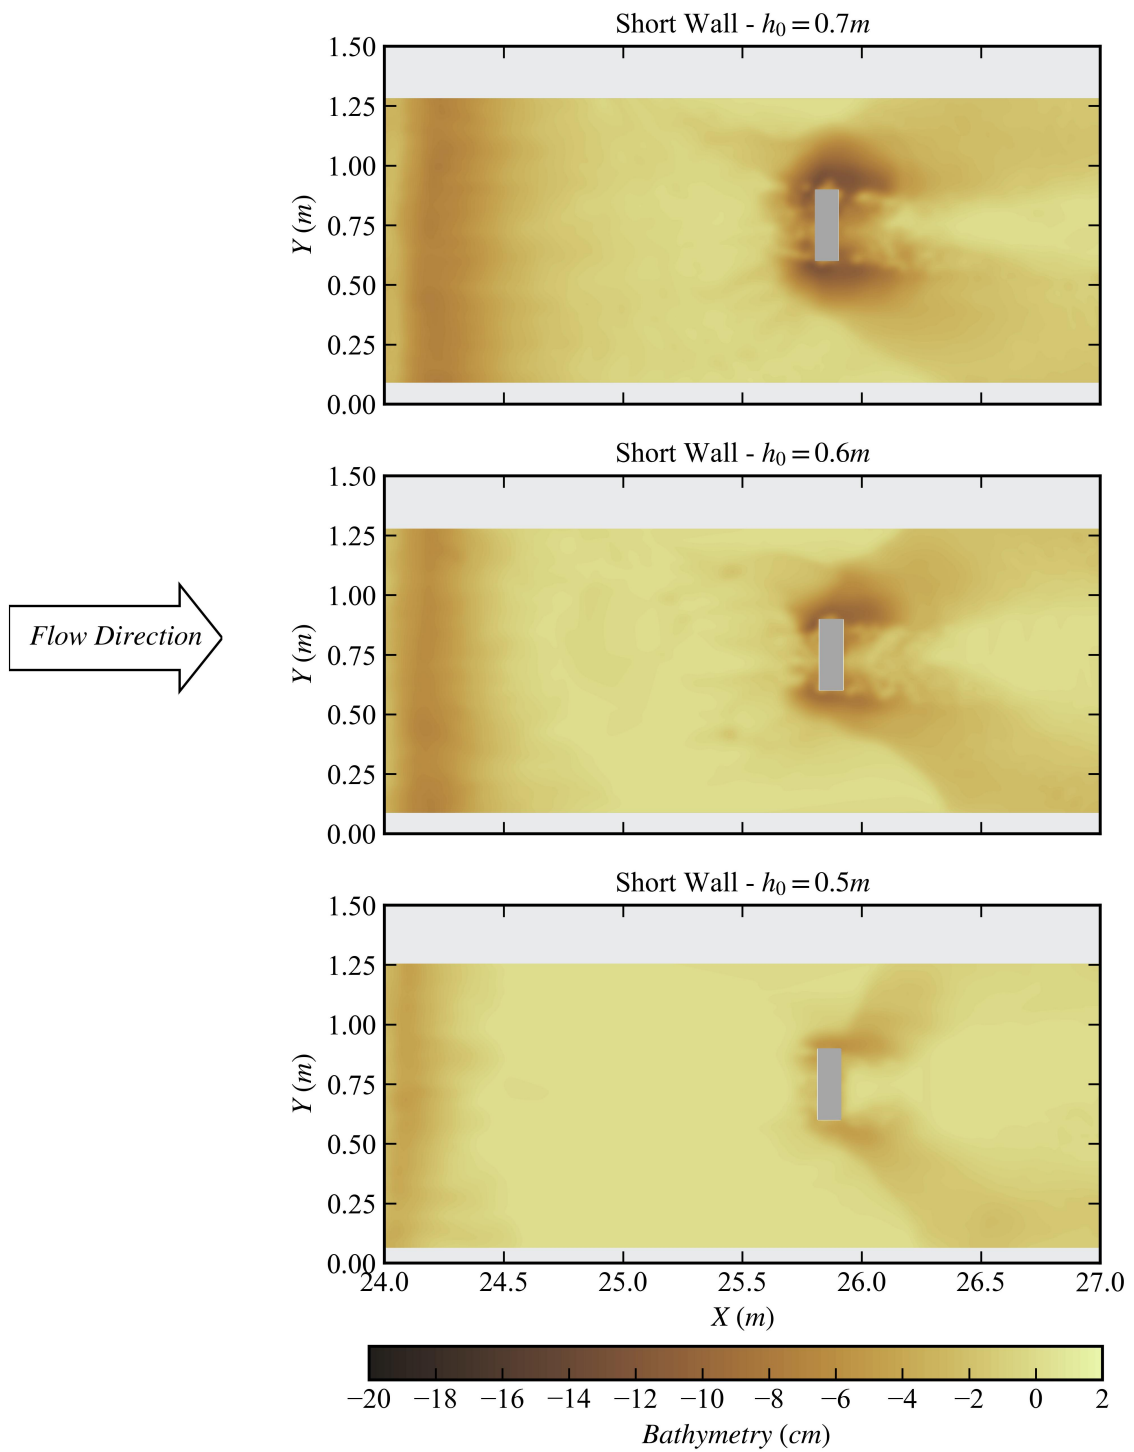 Short Wall - h₀ = 0.7m
1.50
1.25
1.00
0.75
0.50
0.25
0.00
Y (m)
Short Wall - h₀ = 0.6m
1.50
1.25
1.00
0.75
0.50
0.25
0.00
Y (m)
Flow Direction
Short Wall - h₀ = 0.5m
1.50
1.25
1.00
0.75
0.50
0.25
0.00
Y (m)
24.0 24.5 25.0 25.5 26.0 26.5 27.0
X (m)
−20 −18 −16 −14 −12 −10 −8 −6 −4 −2 0 2
Bathymetry (cm)